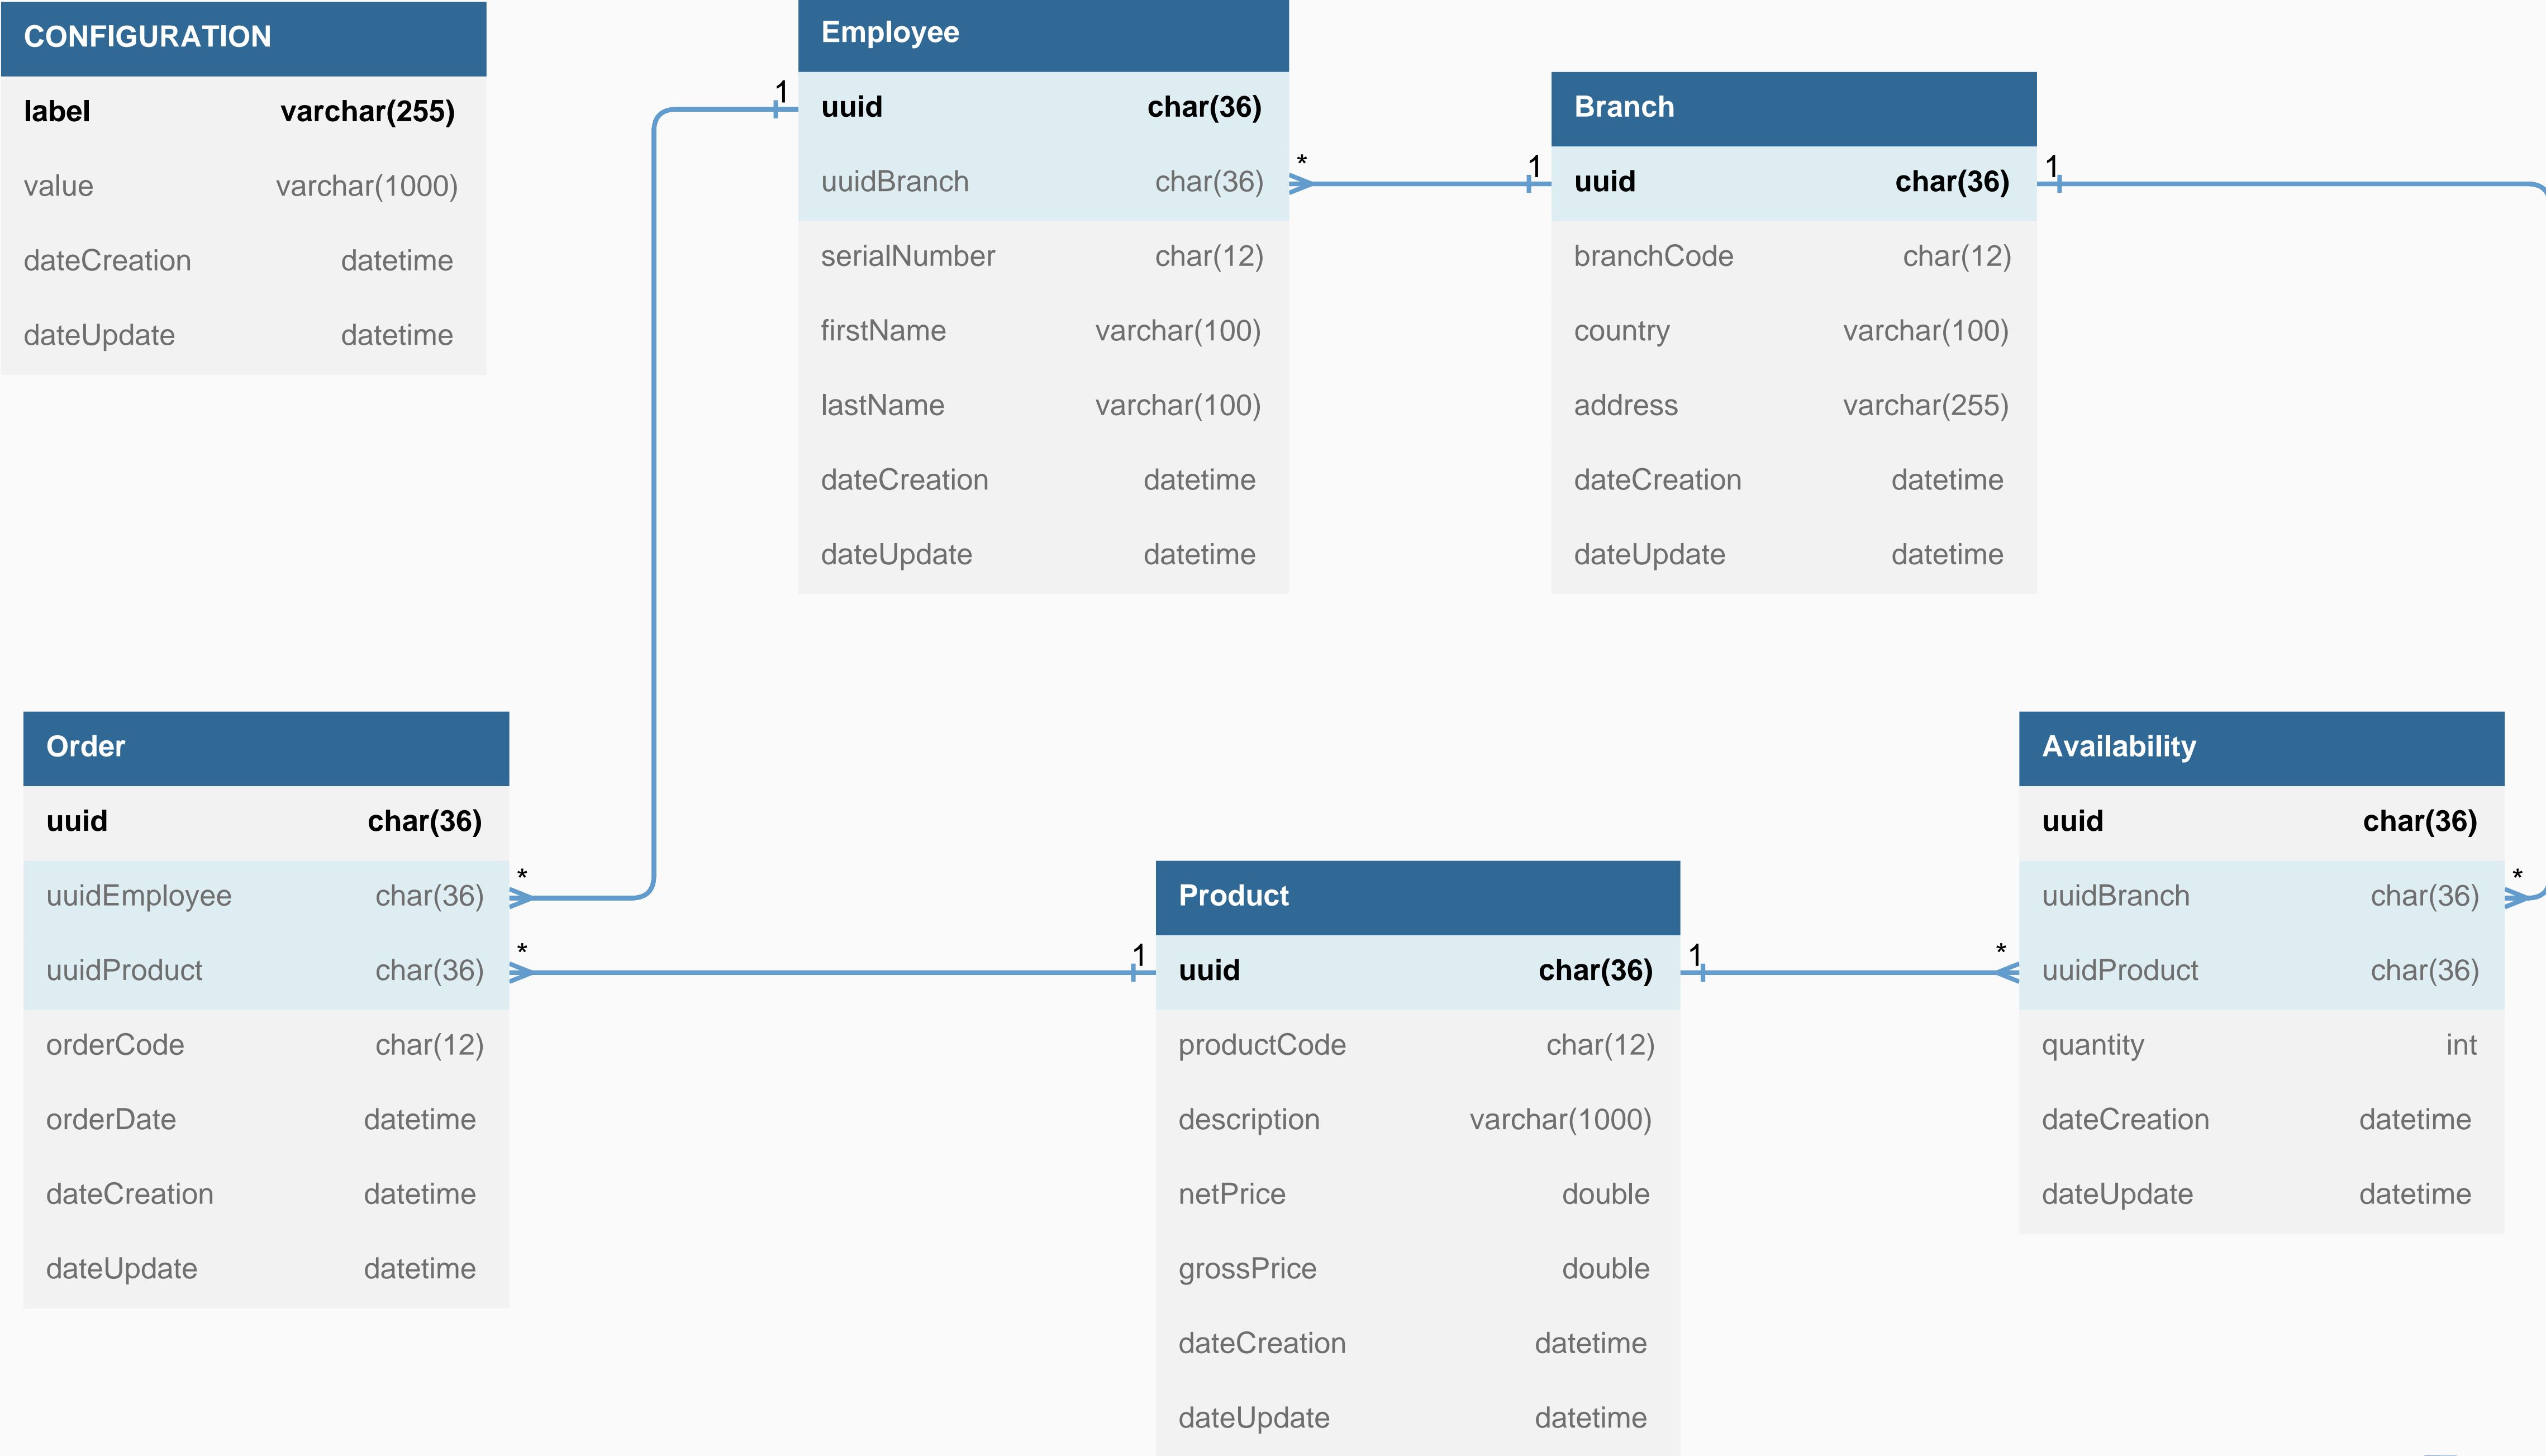 CONFIGURATION
label varchar(255)
value varchar(1000)
dateCreation datetime
dateUpdate datetime
Employee
1 uuid char(36)
uuidBranch char(36) *
serialNumber char(12)
firstName varchar(100)
lastName varchar(100)
dateCreation datetime
dateUpdate datetime
Branch
1 uuid char(36) 1
branchCode char(12)
country varchar(100)
address varchar(255)
dateCreation datetime
dateUpdate datetime
Order
uuid char(36)
uuidEmployee char(36) *
uuidProduct char(36) *
orderCode char(12)
orderDate datetime
dateCreation datetime
dateUpdate datetime
Product
1 uuid char(36) 1
productCode char(12)
description varchar(1000)
netPrice double
grossPrice double
dateCreation datetime
dateUpdate datetime
Availability
uuid char(36)
uuidBranch char(36) *
* uuidProduct char(36)
quantity int
dateCreation datetime
dateUpdate datetime